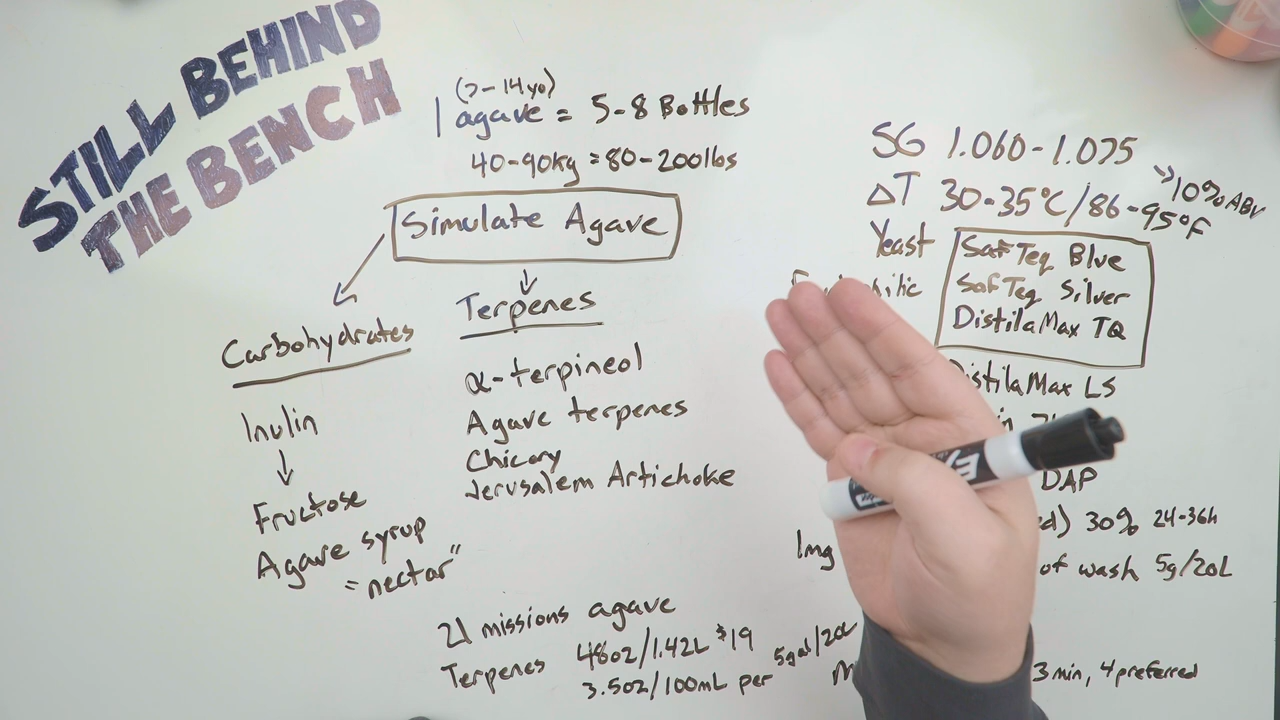 STILL BEHIND
THE BENCH
(7-14yo)
1 agave = 5-8 Bottles
40-90kg = 80-200lbs
Simulate Agave
Carbohydrates
Inulin
↓
Fructose
Agave syrup
= nectar"
Terpenes
α-terpineol
Agave terpenes
Chicory
Jerusalem Artichoke
21 missions agave
Terpenes 48oz/1.42L $19
3.5oz/100mL per 5gal/20L
SG 1.060-1.075
→10% ABV
ΔT 30-35°C/86-95°F
Yeast
SafTeq Blue
SafTeq Silver
DistilaMax TQ
DistilaMax LS
DAP
30% 24-36h
1mg
of wash 5g/20L
3 min, 4 preferred